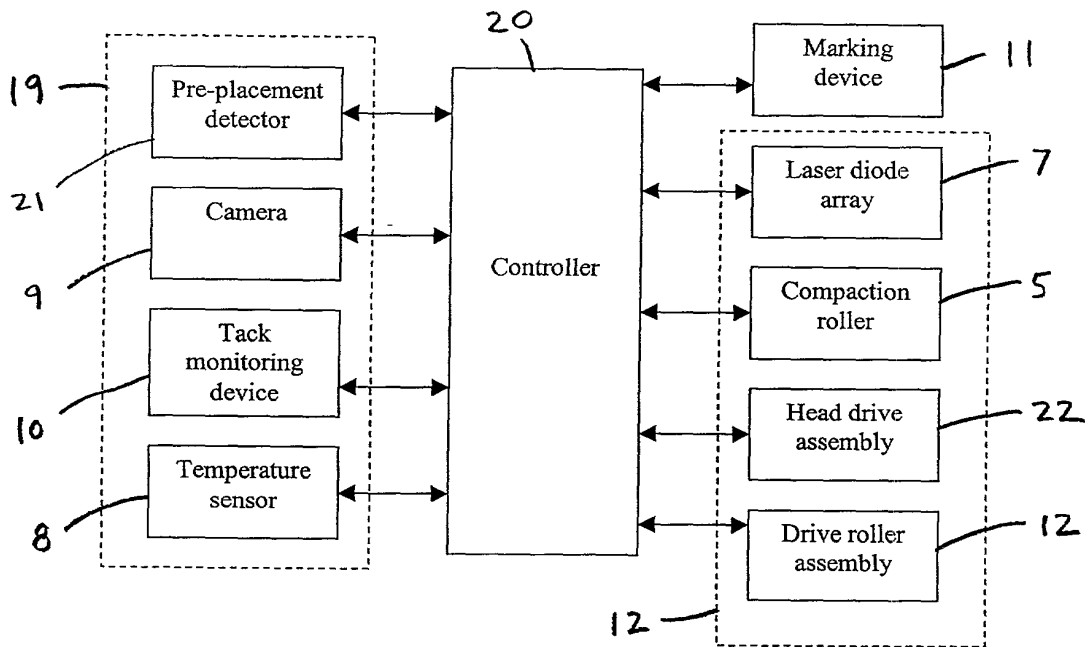 20
19
Pre-placement
detector
21
Camera
9
Tack
monitoring
device
10
Temperature
sensor
8
Controller
Marking
device
11
Laser diode
array
7
Compaction
roller
5
Head drive
assembly
22
Drive roller
assembly
12
12